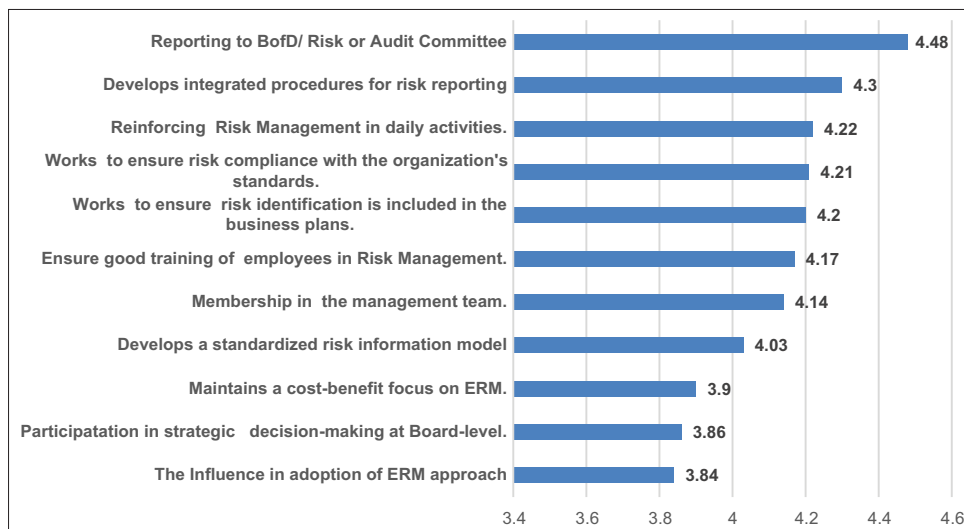 Reporting to BofD/ Risk or Audit Committee
4.48
Develops integrated procedures for risk reporting
4.3
Reinforcing Risk Management in daily activities.
4.22
Works to ensure risk compliance with the organization's
standards.
4.21
Works to ensure risk identification is included in the
business plans.
4.2
Ensure good training of employees in Risk Management.
4.17
Membership in the management team.
4.14
Develops a standardized risk information model
4.03
Maintains a cost-benefit focus on ERM.
3.9
Participatation in strategic decision-making at Board-level.
3.86
The Influence in adoption of ERM approach
3.84
3.4 3.6 3.8 4 4.2 4.4 4.6